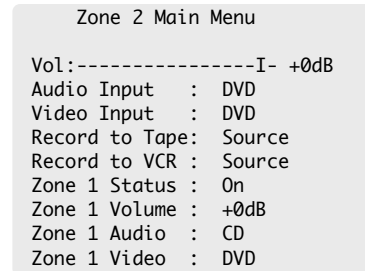 Zone 2 Main Menu
Vol:-----------------I- +0dB
Audio Input   :  DVD
Video Input   :  DVD
Record to Tape:  Source
Record to VCR :  Source
Zone 1 Status :  On
Zone 1 Volume :  +0dB
Zone 1 Audio  :  CD
Zone 1 Video  :  DVD